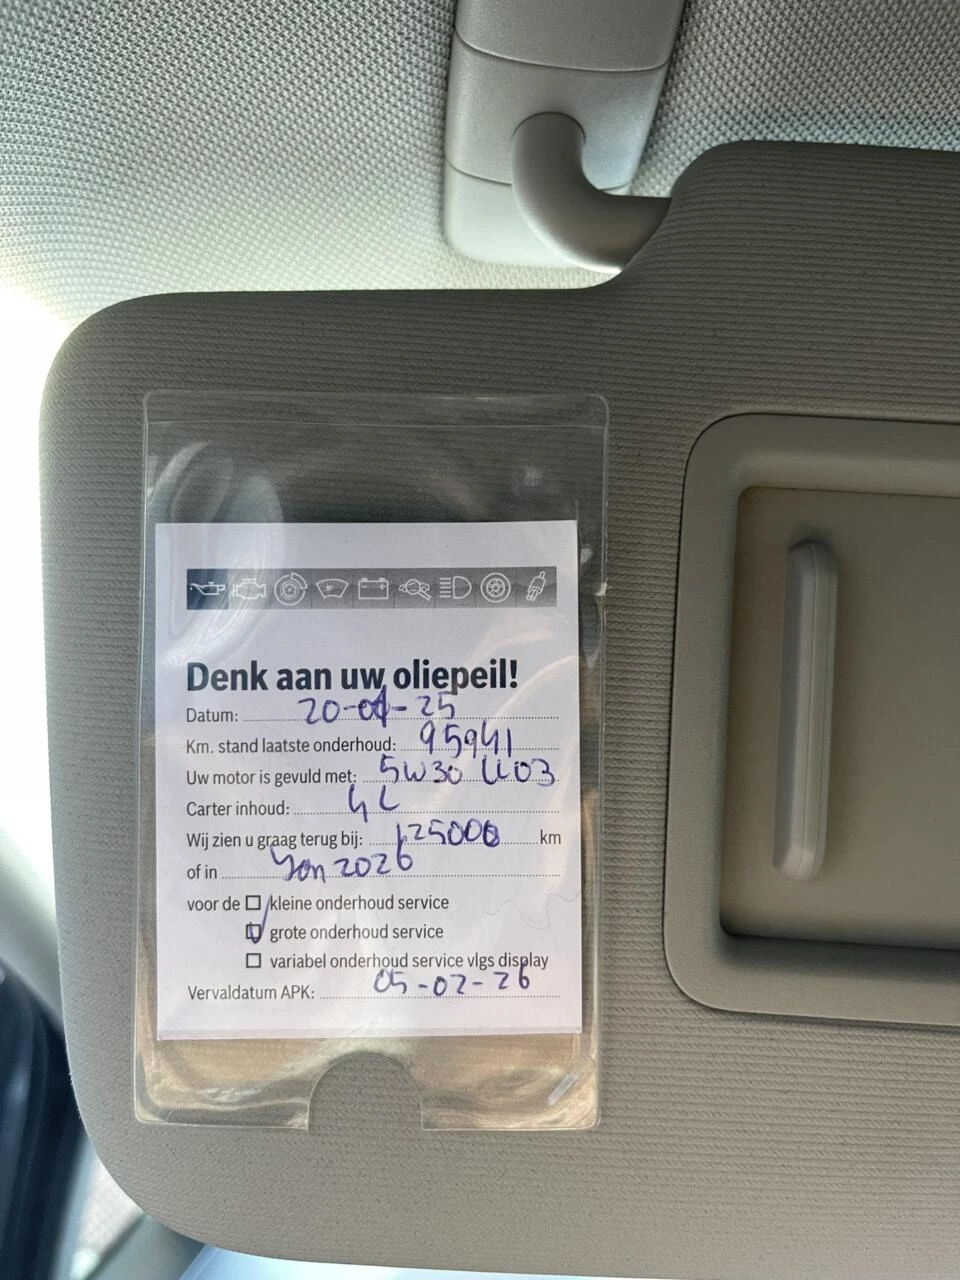 Denk aan uw oliepeil!
Datum: 20-01-25
Km. stand laatste onderhoud: 95941
Uw motor is gevuld met: 5W30 LL03
Carter inhoud: 4 L
Wij zien u graag terug bij: 125000 km
of in Jan 2026
voor de ☐ kleine onderhoud service
☑ grote onderhoud service
☐ variabel onderhoud service vlgs display
Vervaldatum APK: 05-02-26